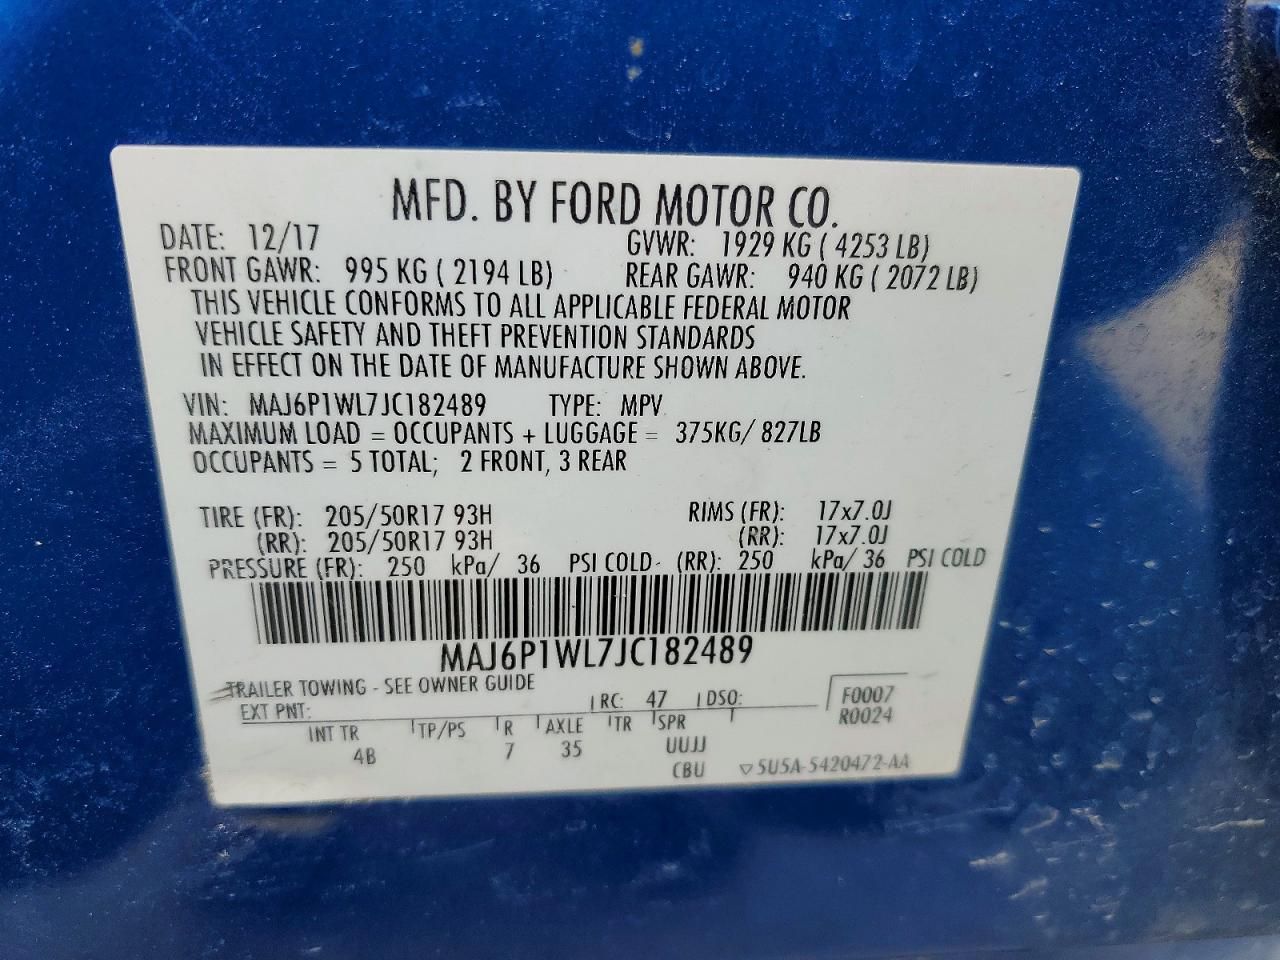 MFD. BY FORD MOTOR CO.
DATE: 12/17 GVWR: 1929 KG ( 4253 LB)
FRONT GAWR: 995 KG ( 2194 LB) REAR GAWR: 940 KG ( 2072 LB)
THIS VEHICLE CONFORMS TO ALL APPLICABLE FEDERAL MOTOR
VEHICLE SAFETY AND THEFT PREVENTION STANDARDS
IN EFFECT ON THE DATE OF MANUFACTURE SHOWN ABOVE.
VIN: MAJ6P1WL7JC182489 TYPE: MPV
MAXIMUM LOAD = OCCUPANTS + LUGGAGE = 375KG/ 827LB
OCCUPANTS = 5 TOTAL; 2 FRONT, 3 REAR
TIRE (FR): 205/50R17 93H RIMS (FR): 17x7.0J
(RR): 205/50R17 93H (RR): 17x7.0J
PRESSURE (FR): 250 kPa/ 36 PSI COLD (RR): 250 kPa/ 36 PSI COLD
MAJ6P1WL7JC182489
TRAILER TOWING - SEE OWNER GUIDE
EXT PNT: RC: 47 DSO: F0007
R0024
INT TR TP/PS R AXLE TR SPR
4B 7 35 UUJJ
CBU ▽ 5U5A-5420472-AA